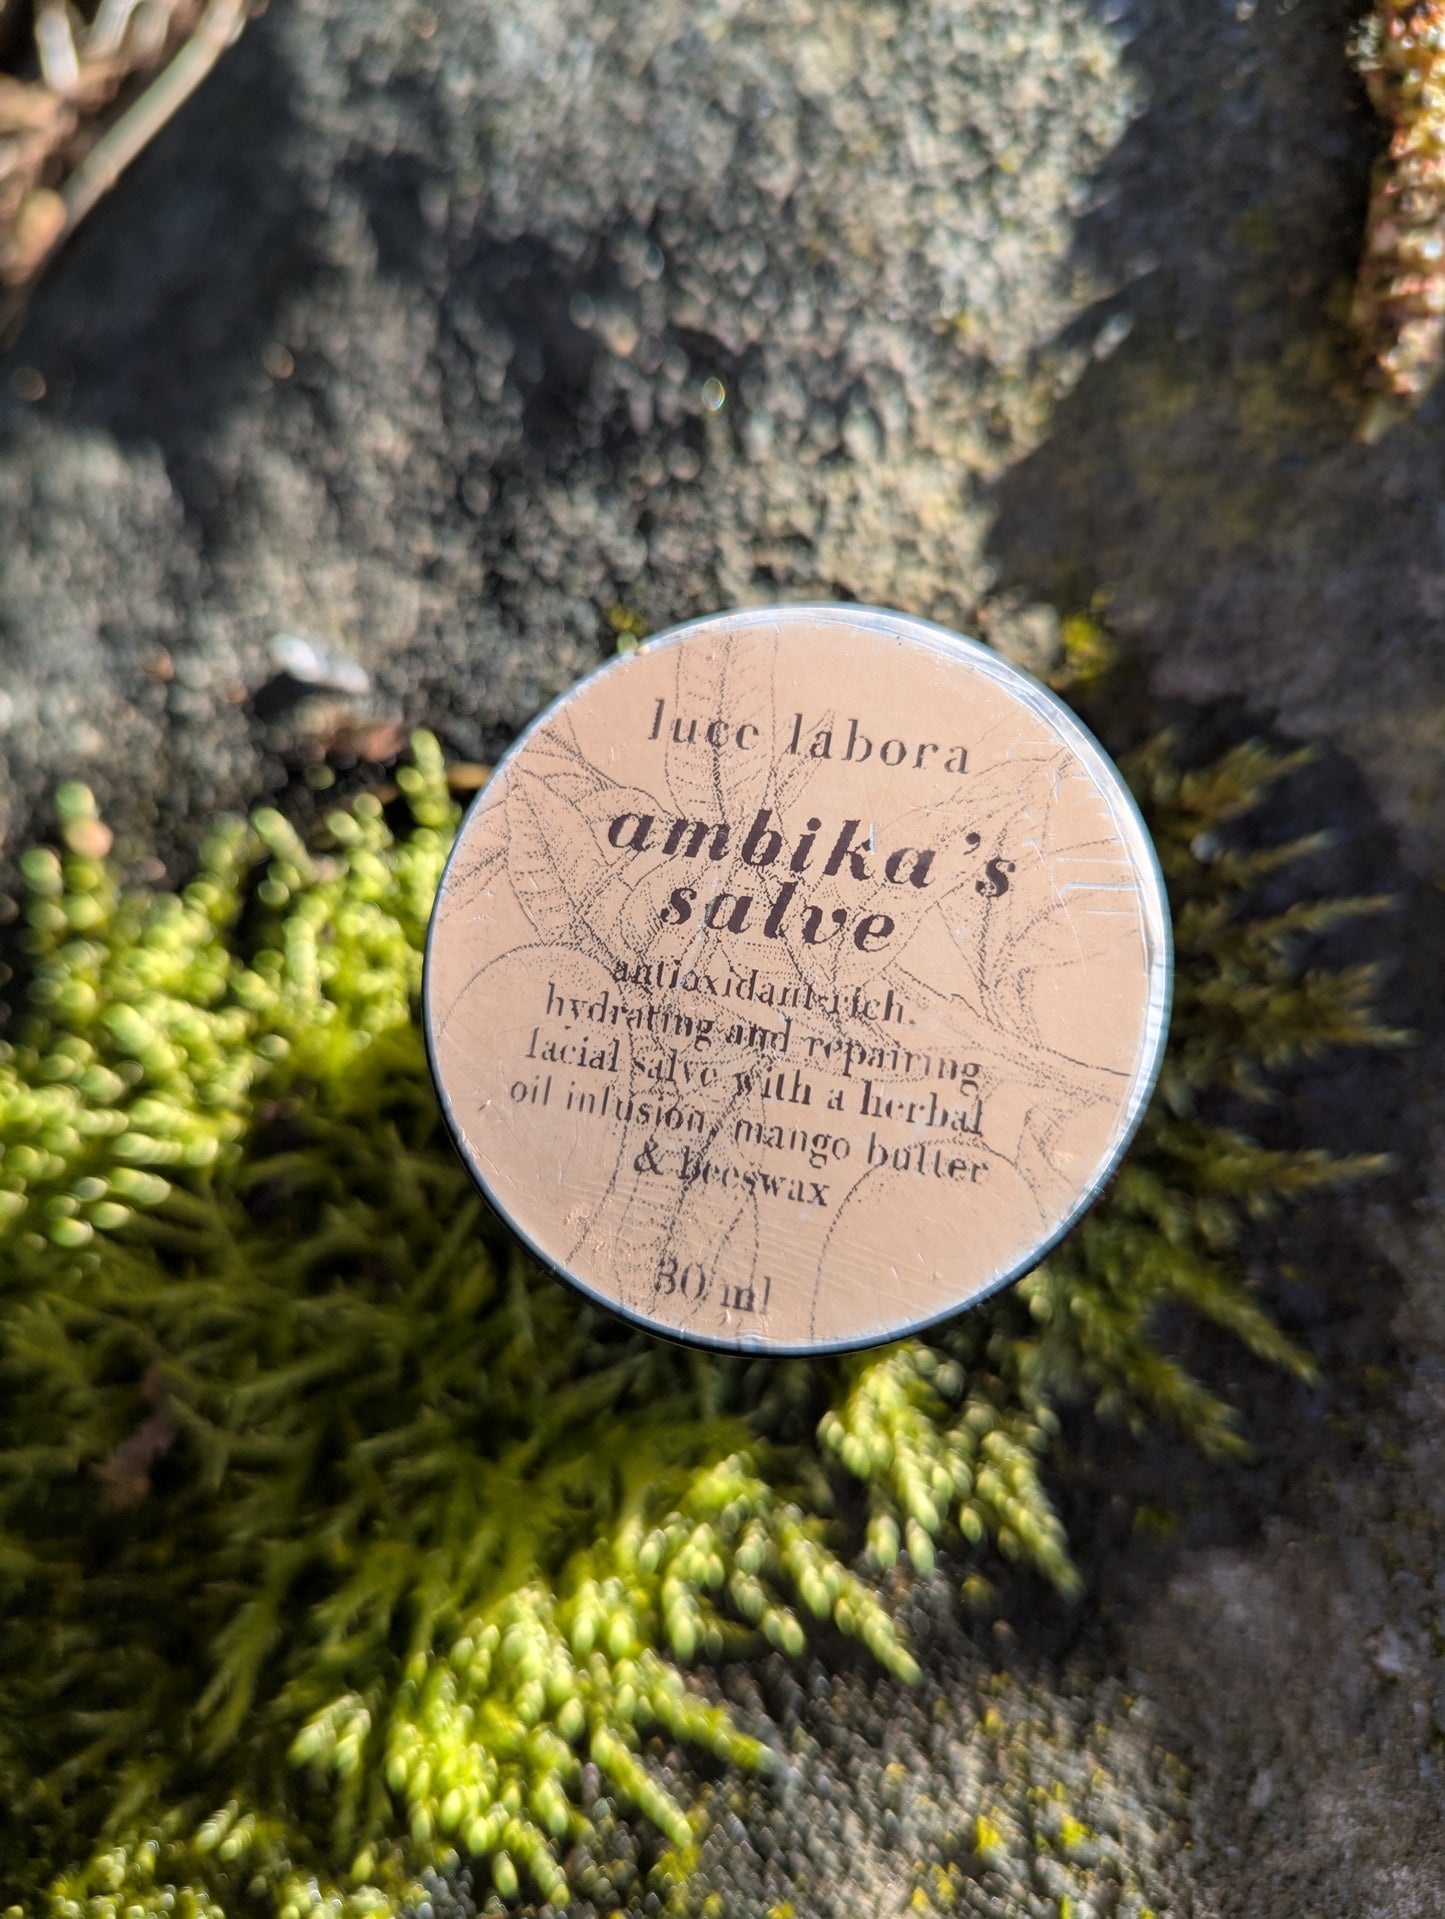 luce labora
ambika's
salve
antioxidant-rich,
hydrating and repairing
facial salve with a herbal
oil infusion, mango butter
& beeswax
30 ml